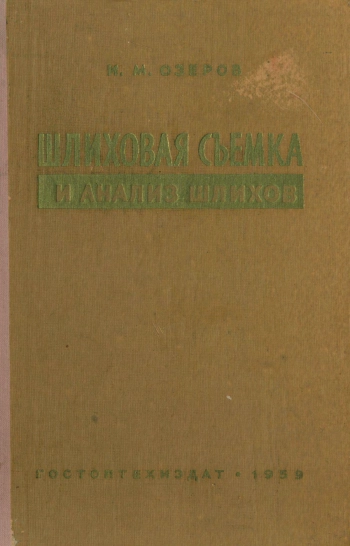 И. М. ОЗЕРОВ
ШЛИХОВАЯ СЪЕМКА
И АНАЛИЗ ШЛИХОВ
ГОСТОПТЕХИЗДАТ • 1959